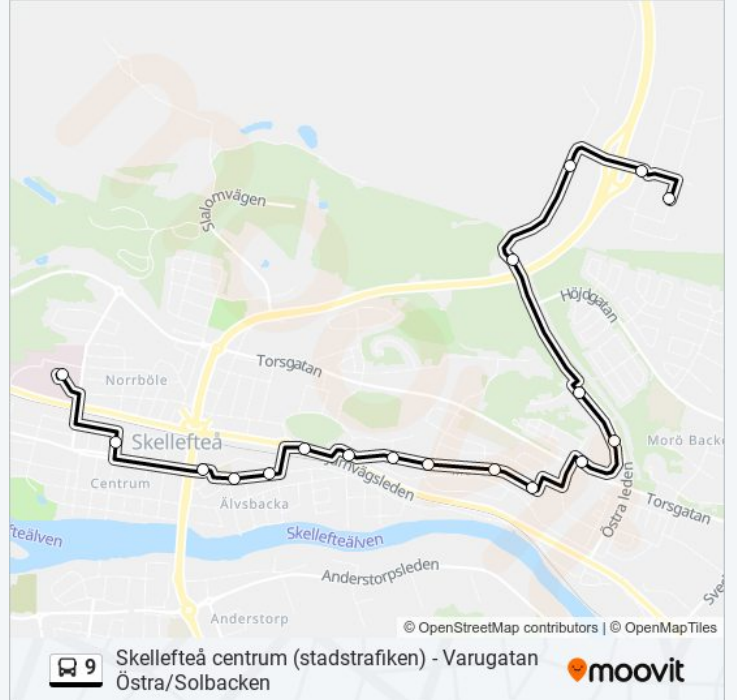 Slalomvägen
Höjdgatan
Torsgatan
Norrböle
Skellefteå
Morö Backe
Järnvägsleden
Centrum
Älvsbacka
Östra leden
Torsgatan
fteälven
Skellefteälven
Anderstorpsleden
Anderstorp
© OpenStreetMap contributors | © OpenMapTiles
9
Skellefteå centrum (stadstrafiken) - Varugatan
Östra/Solbacken
moovit